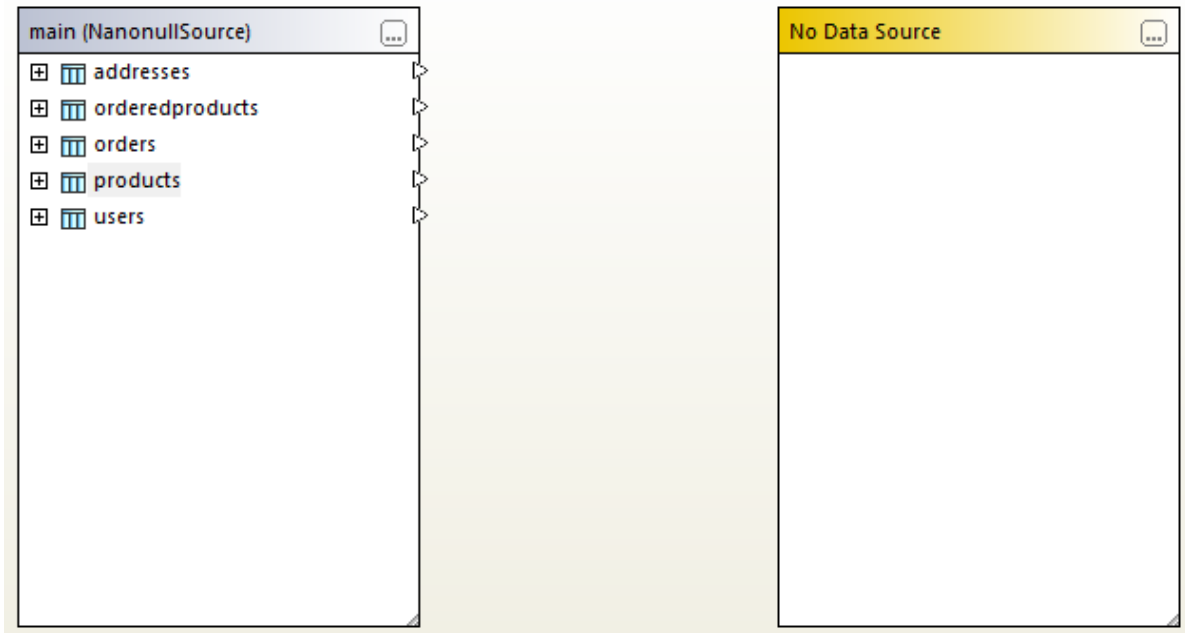 main (NanonullSource)
...
No Data Source
...
addresses
orderedproducts
orders
products
users